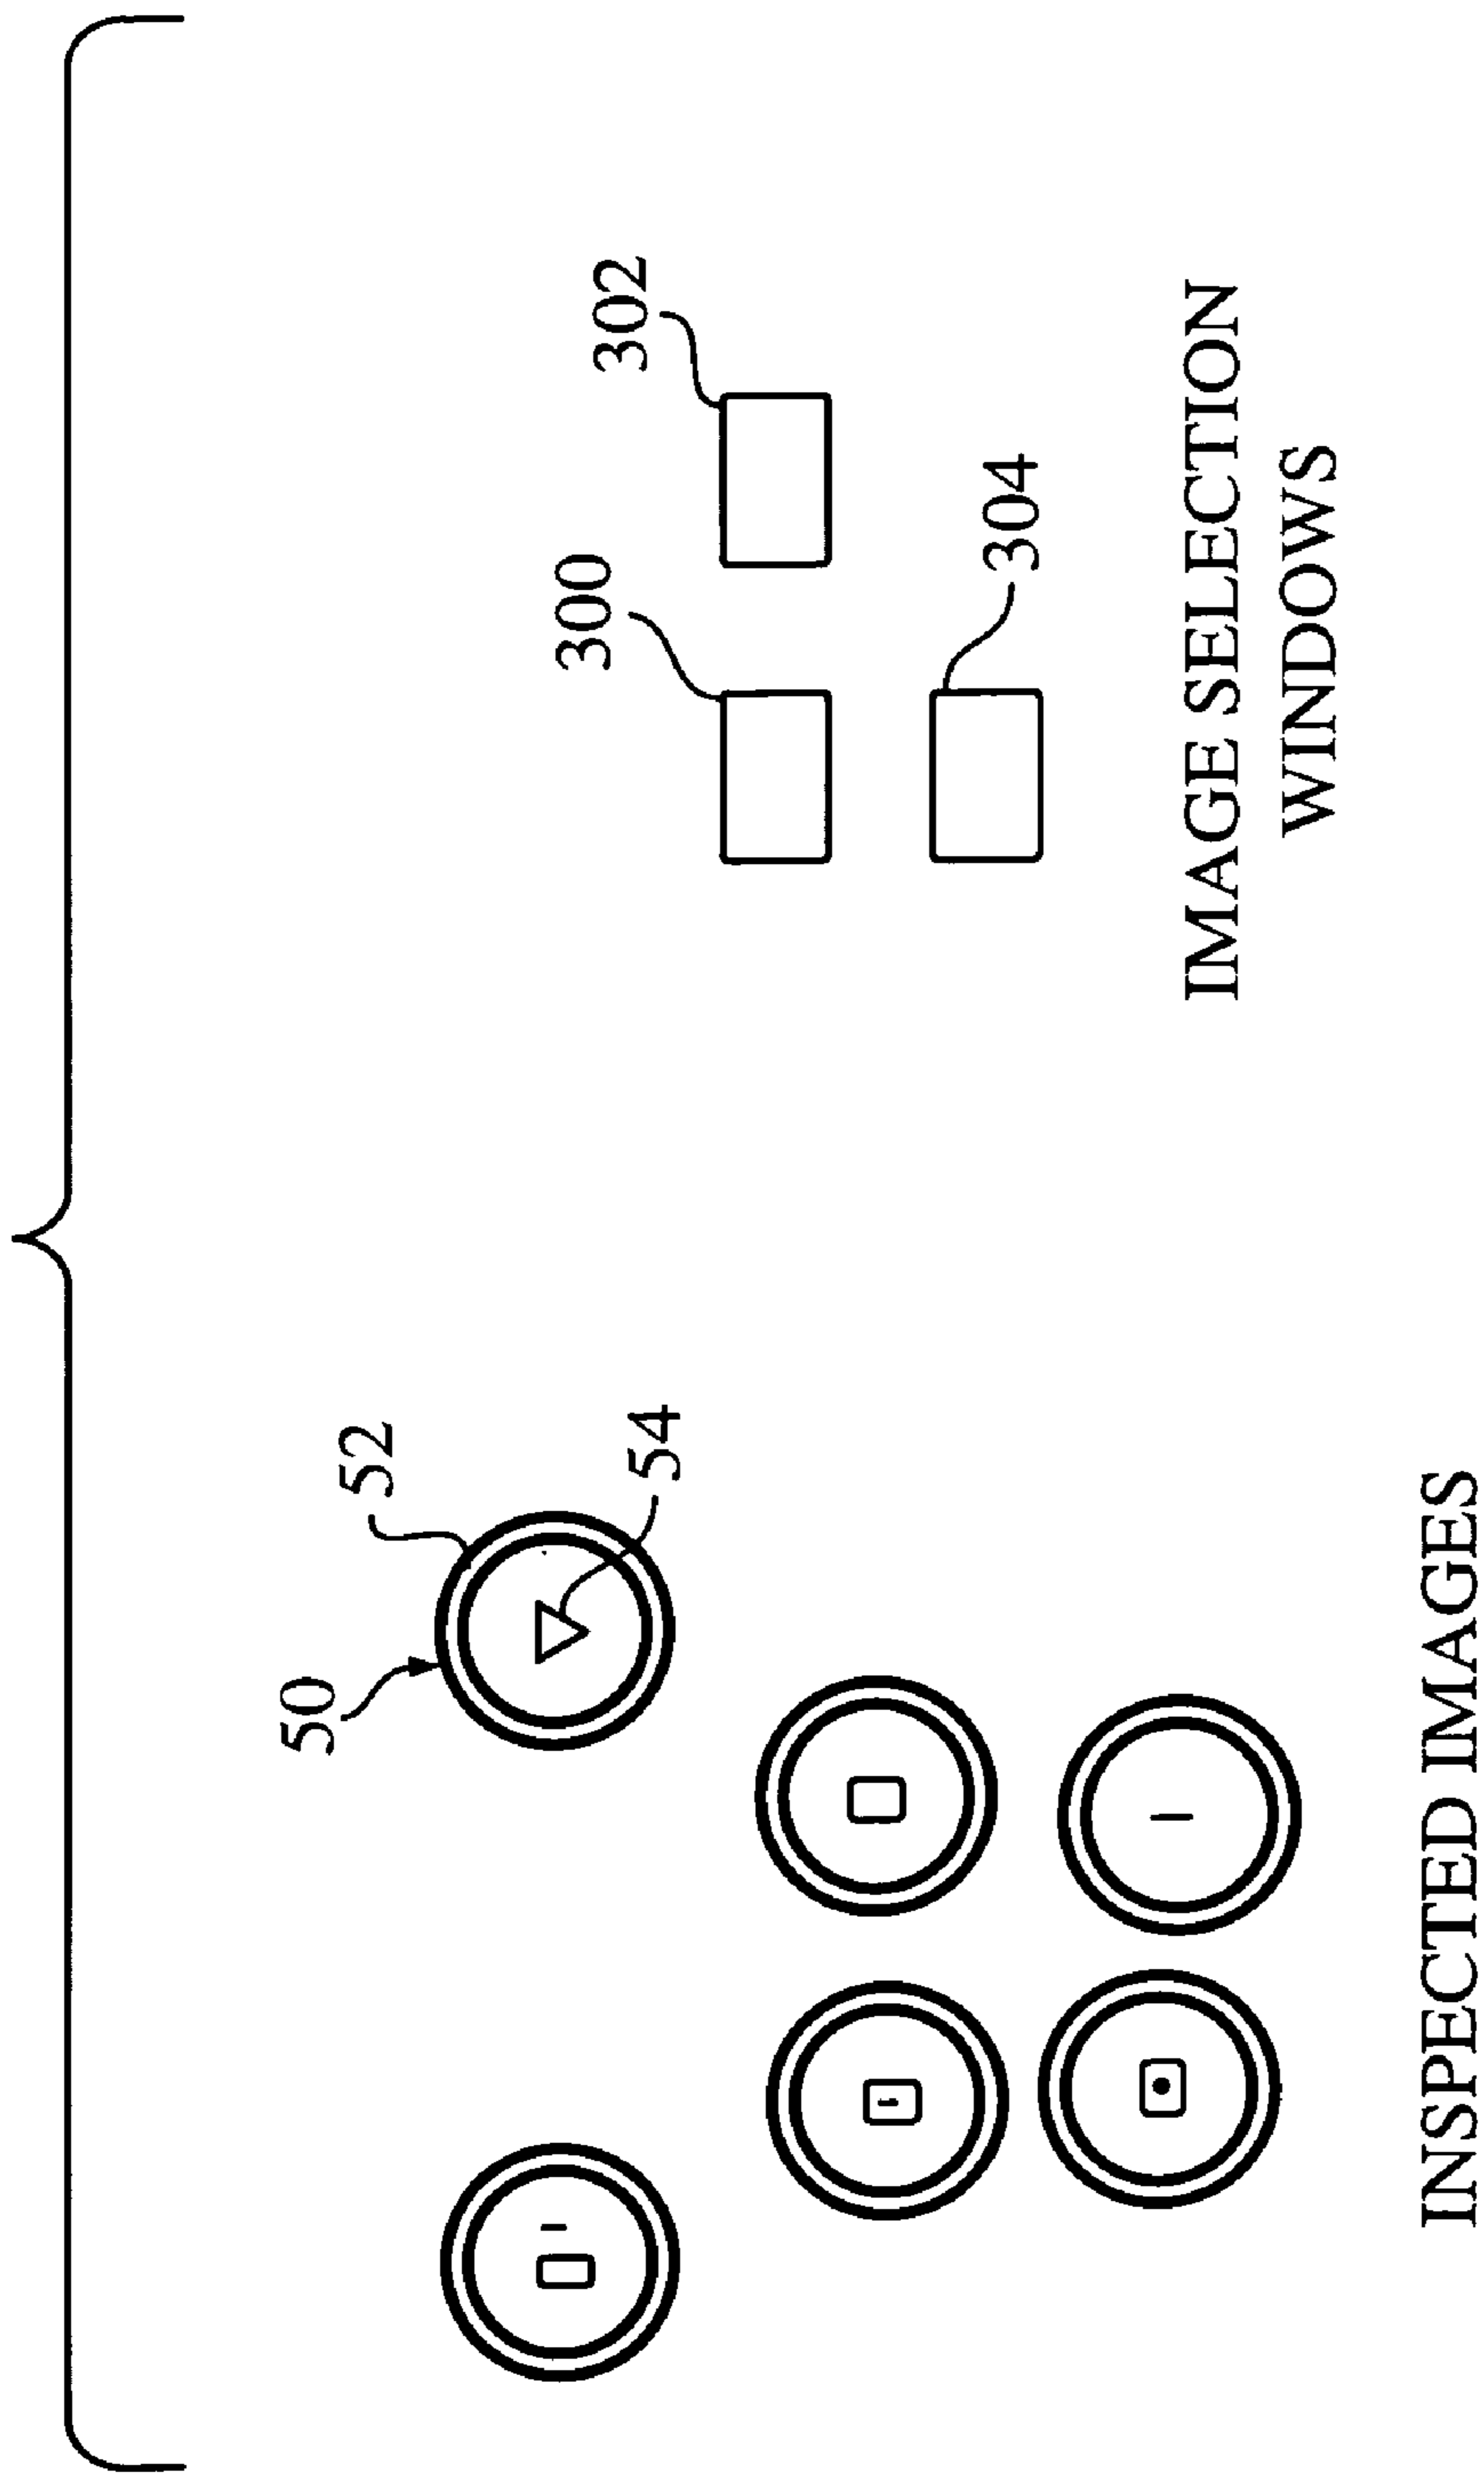 50
52
54
300
302
304
INSPECTED IMAGES
IMAGE SELECTION
WINDOWS